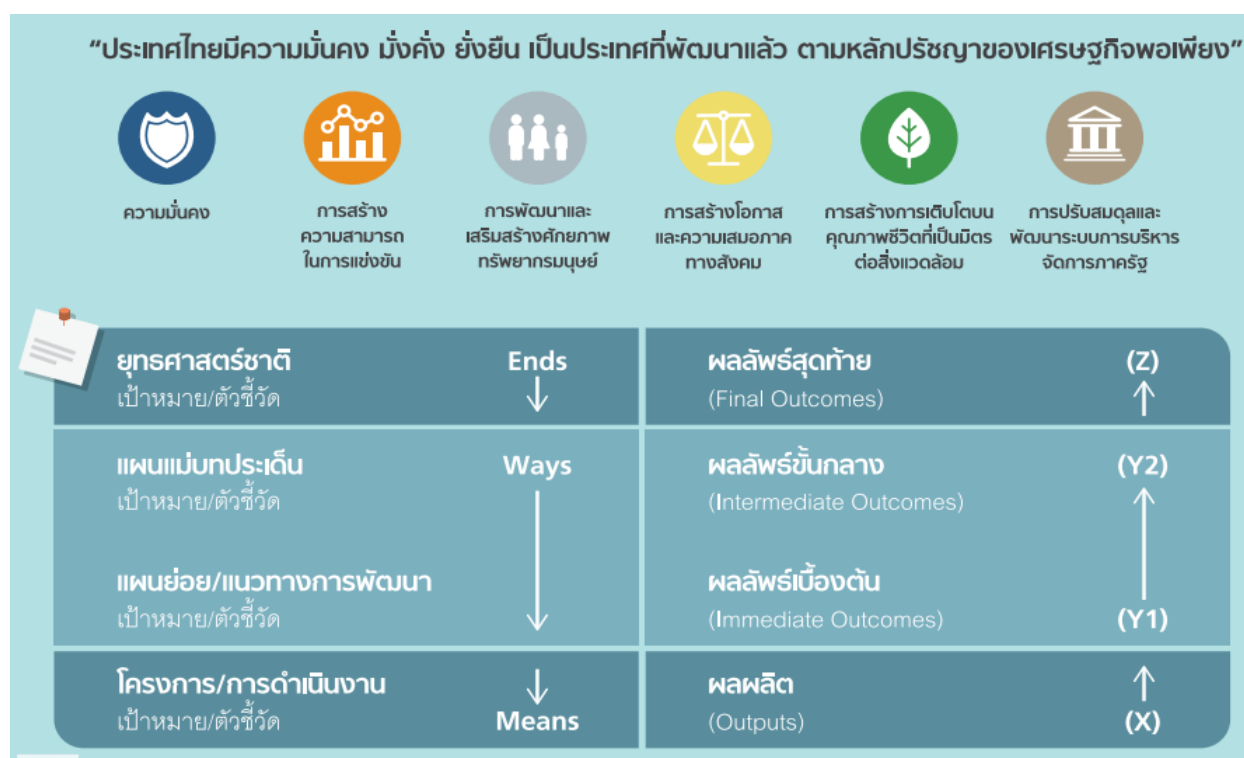 “ประเทศไทยมีความมั่นคง มั่งคั่ง ยั่งยืน เป็นประเทศที่พัฒนาแล้ว ตามหลักปรัชญาของเศรษฐกิจพอเพียง”
ความมั่นคง
การสร้าง
ความสามารถ
ในการแข่งขัน
การพัฒนาและ
เสริมสร้างศักยภาพ
ทรัพยากรมนุษย์
การสร้างโอกาส
และความเสมอภาค
ทางสังคม
การสร้างการเติบโตบน
คุณภาพชีวิตที่เป็นมิตร
ต่อสิ่งแวดล้อม
การปรับสมดุลและ
พัฒนาระบบการบริหาร
จัดการภาครัฐ
ยุทธศาสตร์ชาติ Ends
เป้าหมาย/ตัวชี้วัด
ผลลัพธ์สุดท้าย (Z)
(Final Outcomes)
แผนแม่บทประเด็น Ways
เป้าหมาย/ตัวชี้วัด
ผลลัพธ์ขั้นกลาง (Y2)
(Intermediate Outcomes)
แผนย่อย/แนวทางการพัฒนา
เป้าหมาย/ตัวชี้วัด
ผลลัพธ์เบื้องต้น
(Immediate Outcomes) (Y1)
โครงการ/การดำเนินงาน
เป้าหมาย/ตัวชี้วัด Means
ผลผลิต
(Outputs) (X)